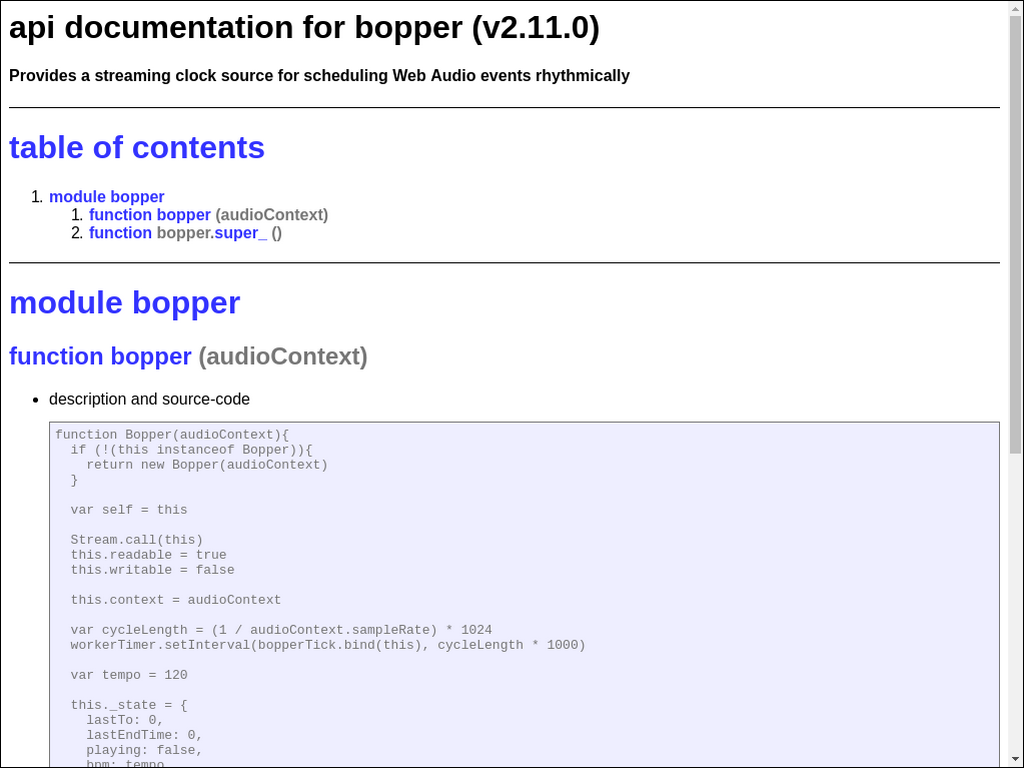 api documentation for bopper (v2.11.0)
Provides a streaming clock source for scheduling Web Audio events rhythmically
table of contents
1. module bopper
1. function bopper (audioContext)
2. function bopper.super_ ()
module bopper
function bopper (audioContext)
• description and source-code
function Bopper(audioContext){
  if (!(this instanceof Bopper)){
    return new Bopper(audioContext)
  }
  var self = this
  Stream.call(this)
  this.readable = true
  this.writable = false
  this.context = audioContext
  var cycleLength = (1 / audioContext.sampleRate) * 1024
  workerTimer.setInterval(bopperTick.bind(this), cycleLength * 1000)
  var tempo = 120
  this._state = {
    lastTo: 0,
    lastEndTime: 0,
    playing: false,
    bpm: tempo